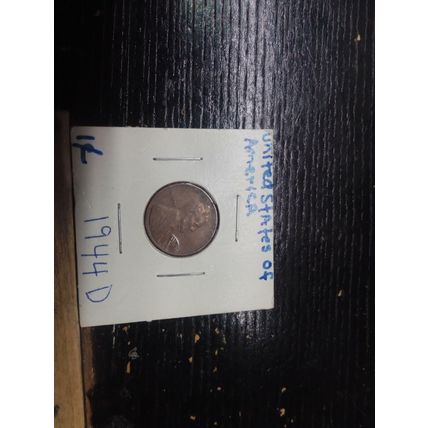 United States of
America
1¢
1944 D